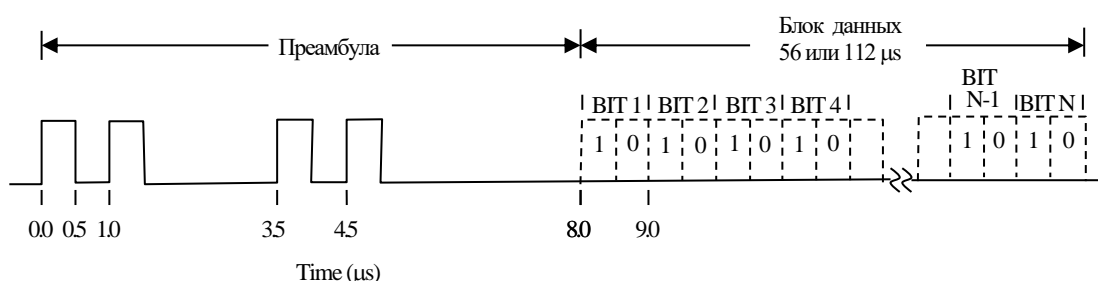 Преамбула
Блок данных
56 или 112 μs
BIT 1 BIT 2 BIT 3 BIT 4
BIT
N-1 BIT N
1 0 1 0 1 0 1 0 1 0 1 0
0.0 0.5 1.0 3.5 4.5 8.0 9.0
Time (μs)